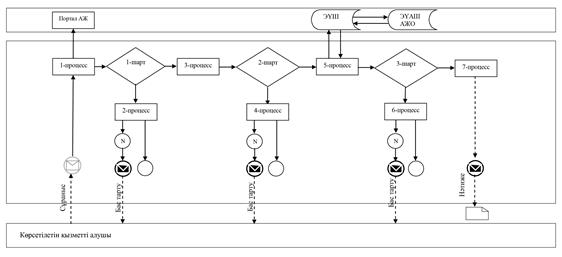 Портал АЖ
ЭҮШ
ЭҮАШ
АЖО
1-процесс
1-шарт
3-процесс
2-шарт
5-процесс
3-шарт
7-процесс
2-процесс
4-процесс
6-процесс
N
N
N
Сұраныс
Бас тарту
Бас тарту
Бас тарту
Нәтиже
Көрсетілетін қызметті алушы